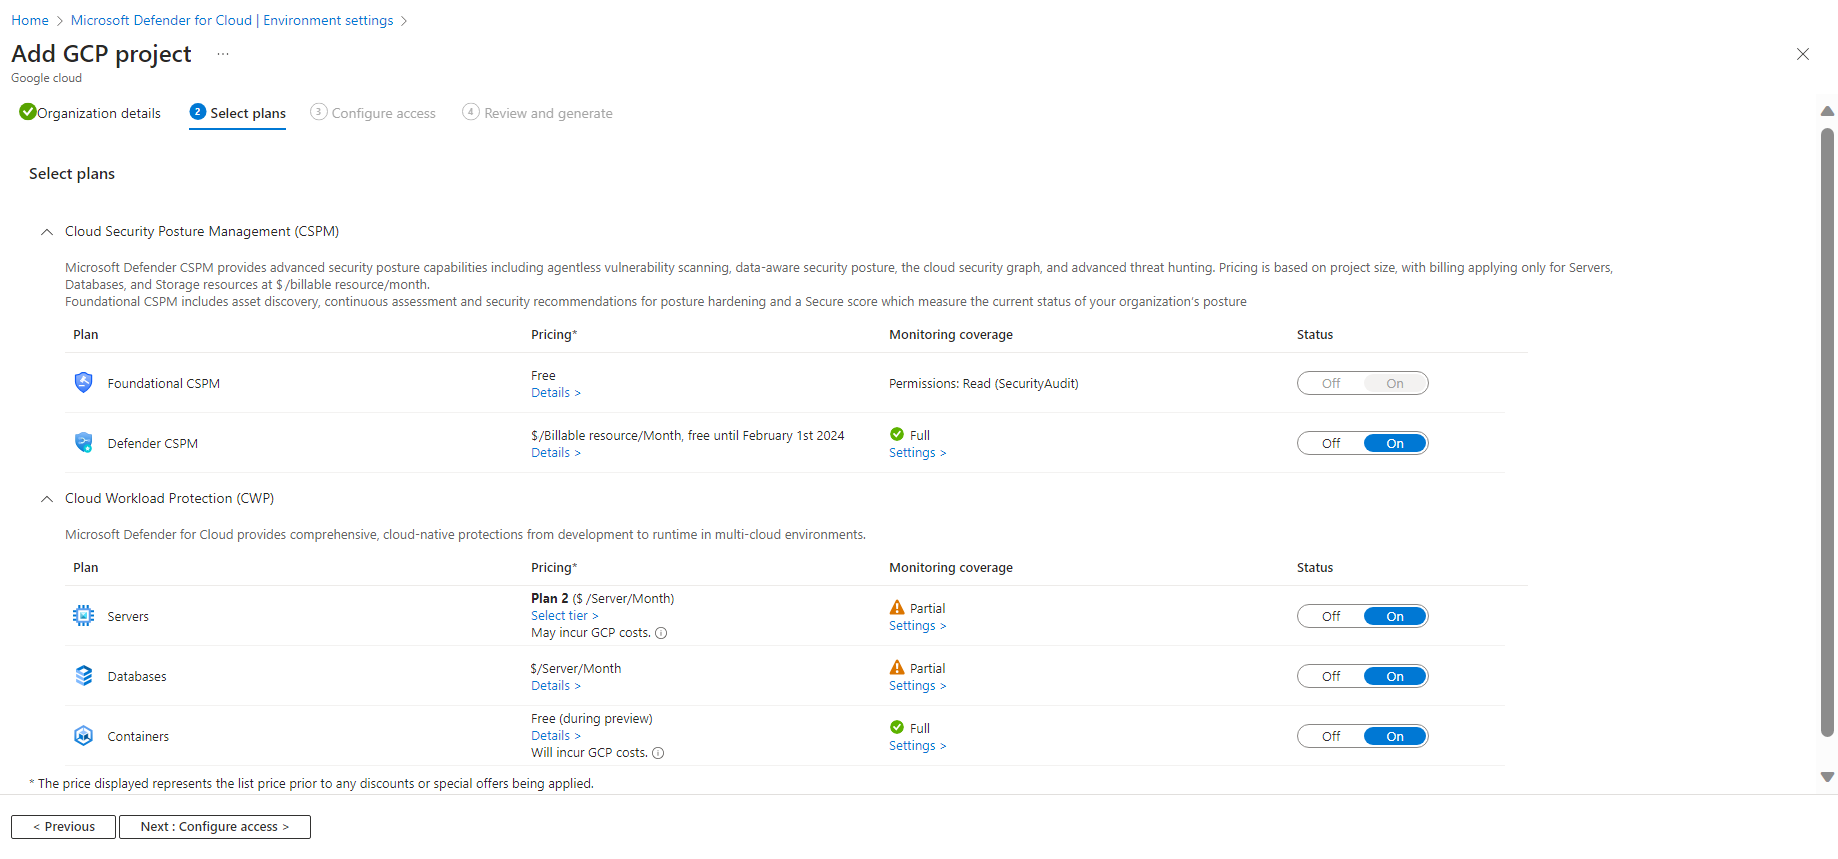 Home > Microsoft Defender for Cloud | Environment settings >
Add GCP project ...
Google cloud
Organization details 2 Select plans 3 Configure access 4 Review and generate
Select plans
Cloud Security Posture Management (CSPM)
Microsoft Defender CSPM provides advanced security posture capabilities including agentless vulnerability scanning, data-aware security posture, the cloud security graph, and advanced threat hunting. Pricing is based on project size, with billing applying only for Servers,
Databases, and Storage resources at $/billable resource/month.
Foundational CSPM includes asset discovery, continuous assessment and security recommendations for posture hardening and a Secure score which measure the current status of your organization's posture
Plan Pricing* Monitoring coverage Status
Foundational CSPM Free Permissions: Read (SecurityAudit) Off On
Details >
Defender CSPM $/Billable resource/Month, free until February 1st 2024 Full Off On
Details > Settings >
Cloud Workload Protection (CWP)
Microsoft Defender for Cloud provides comprehensive, cloud-native protections from development to runtime in multi-cloud environments.
Plan Pricing* Monitoring coverage Status
Servers Plan 2 ($ /Server/Month) Partial Off On
Select tier > Settings >
May incur GCP costs.
Databases $/Server/Month Partial Off On
Details > Settings >
Containers Free (during preview) Full Off On
Details > Settings >
Will incur GCP costs.
* The price displayed represents the list price prior to any discounts or special offers being applied.
< Previous Next : Configure access >